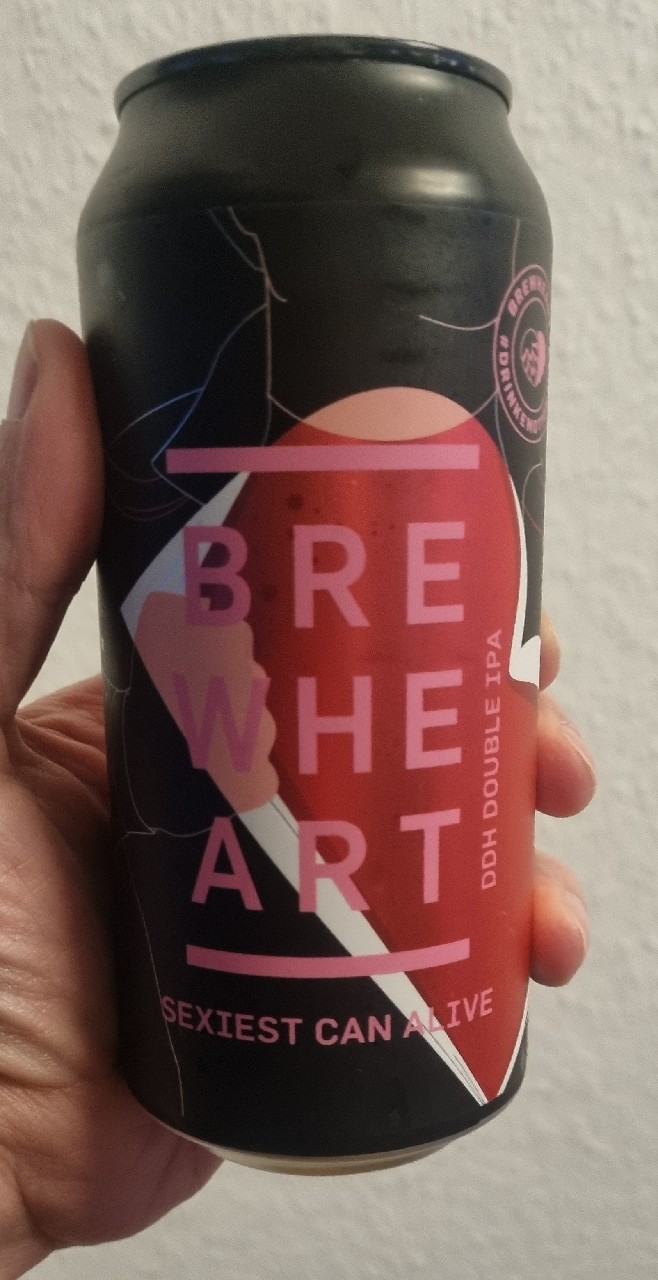 BRE
WHE
ART
DDH DOUBLE IPA
SEXIEST CAN ALIVE